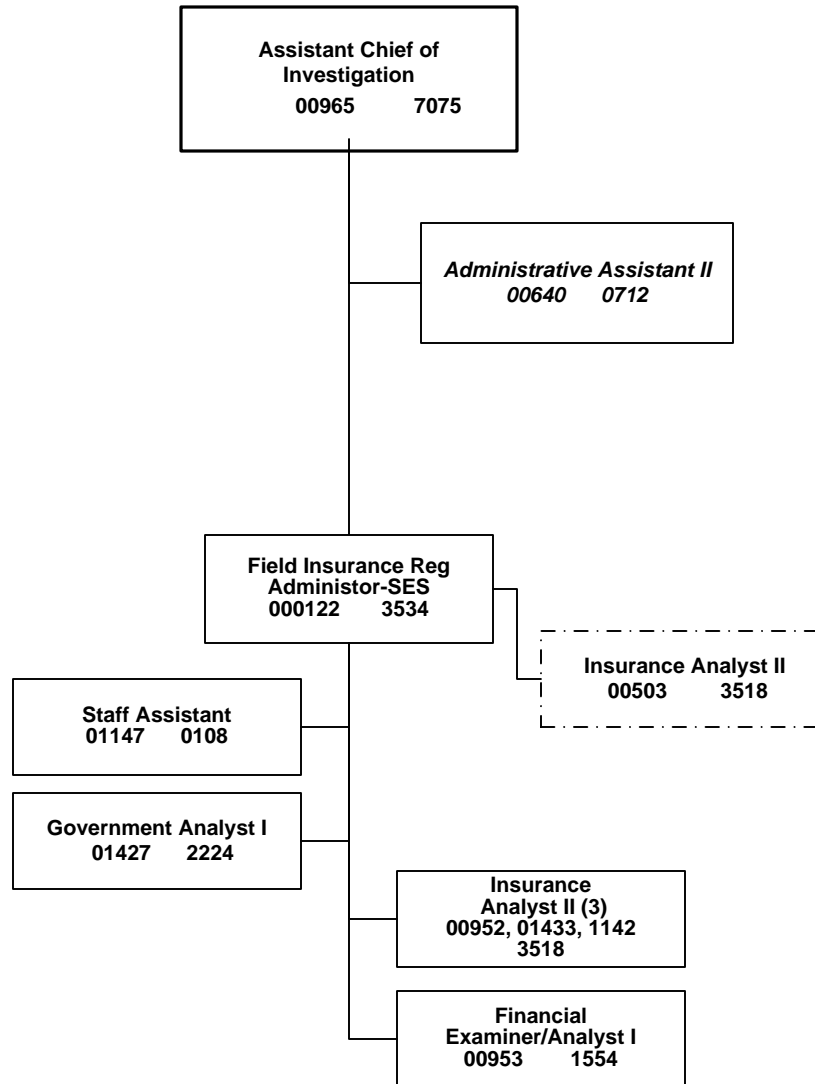 Assistant Chief of
Investigation
00965 7075
Administrative Assistant II
00640 0712
Field Insurance Reg
Administor-SES
000122 3534
Insurance Analyst II
00503 3518
Staff Assistant
01147 0108
Government Analyst I
01427 2224
Insurance
Analyst II (3)
00952, 01433, 1142
3518
Financial
Examiner/Analyst I
00953 1554